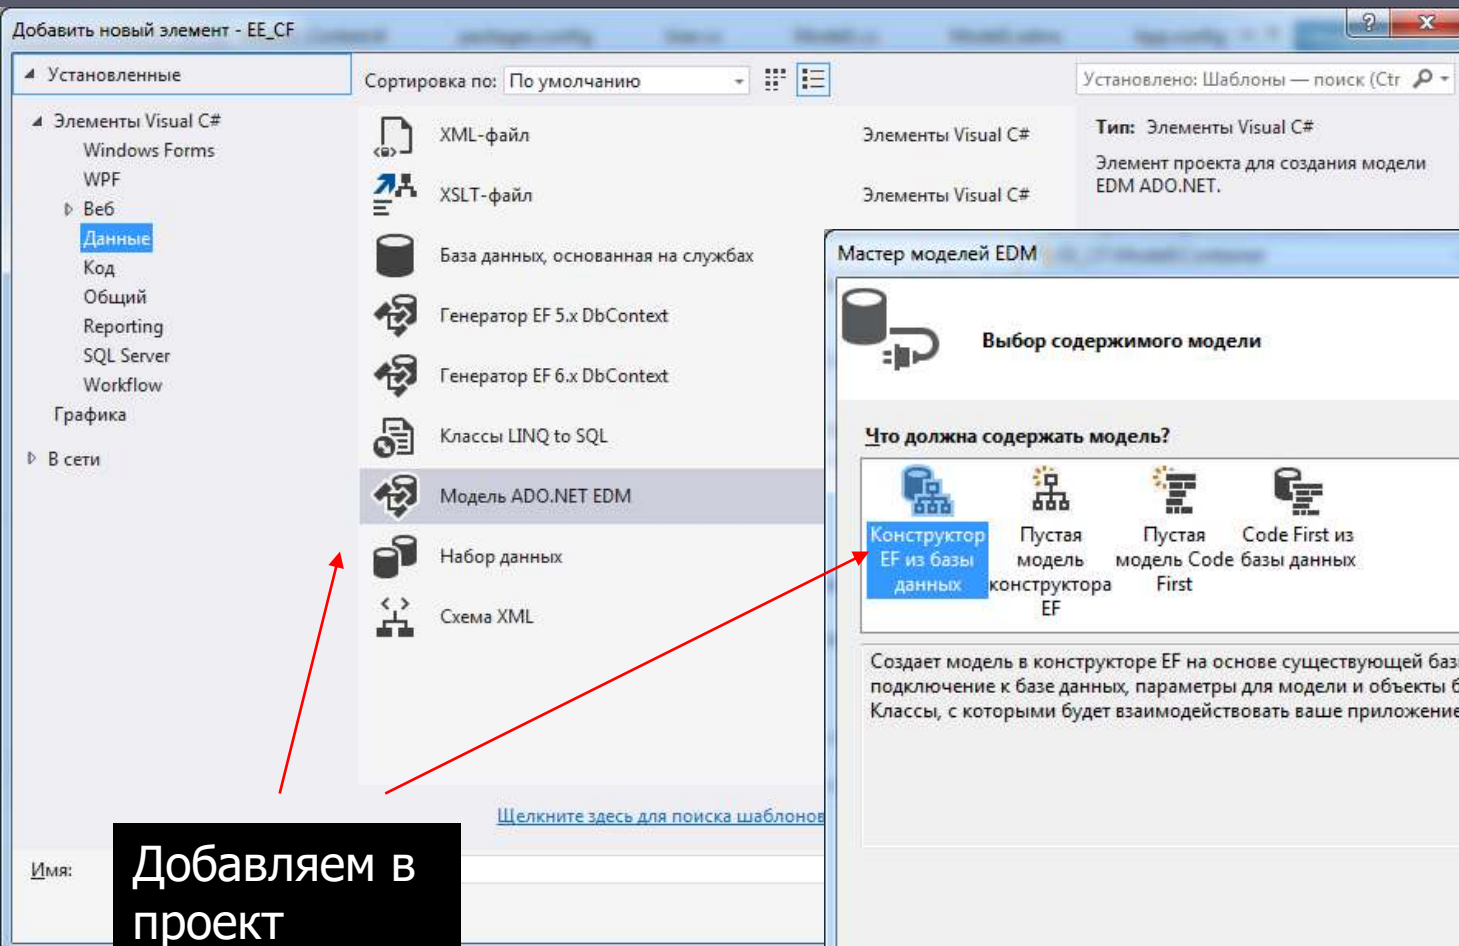 Добавить новый элемент - EE_CF
Установленные
Сортировка по: По умолчанию
Установлено: Шаблоны — поиск (Ctr
Элементы Visual C#
Windows Forms
WPF
Веб
Данные
Код
Общий
Reporting
SQL Server
Workflow
Графика
В сети
XML-файл
Элементы Visual C#
XSLT-файл
Элементы Visual C#
База данных, основанная на службах
Генератор EF 5.x DbContext
Генератор EF 6.x DbContext
Классы LINQ to SQL
Модель ADO.NET EDM
Набор данных
Схема XML
Щелкните здесь для поиска шаблонов
Тип: Элементы Visual C#
Элемент проекта для создания модели
EDM ADO.NET.
Мастер моделей EDM
Выбор содержимого модели
Что должна содержать модель?
Конструктор
EF из базы
данных
Пустая
модель
конструктора
EF
Пустая
модель Code
First
Code First из
базы данных
Создает модель в конструкторе EF на основе существующей баз
подключение к базе данных, параметры для модели и объекты б
Классы, с которыми будет взаимодействовать ваше приложение
Имя:
Добавляем в
проект